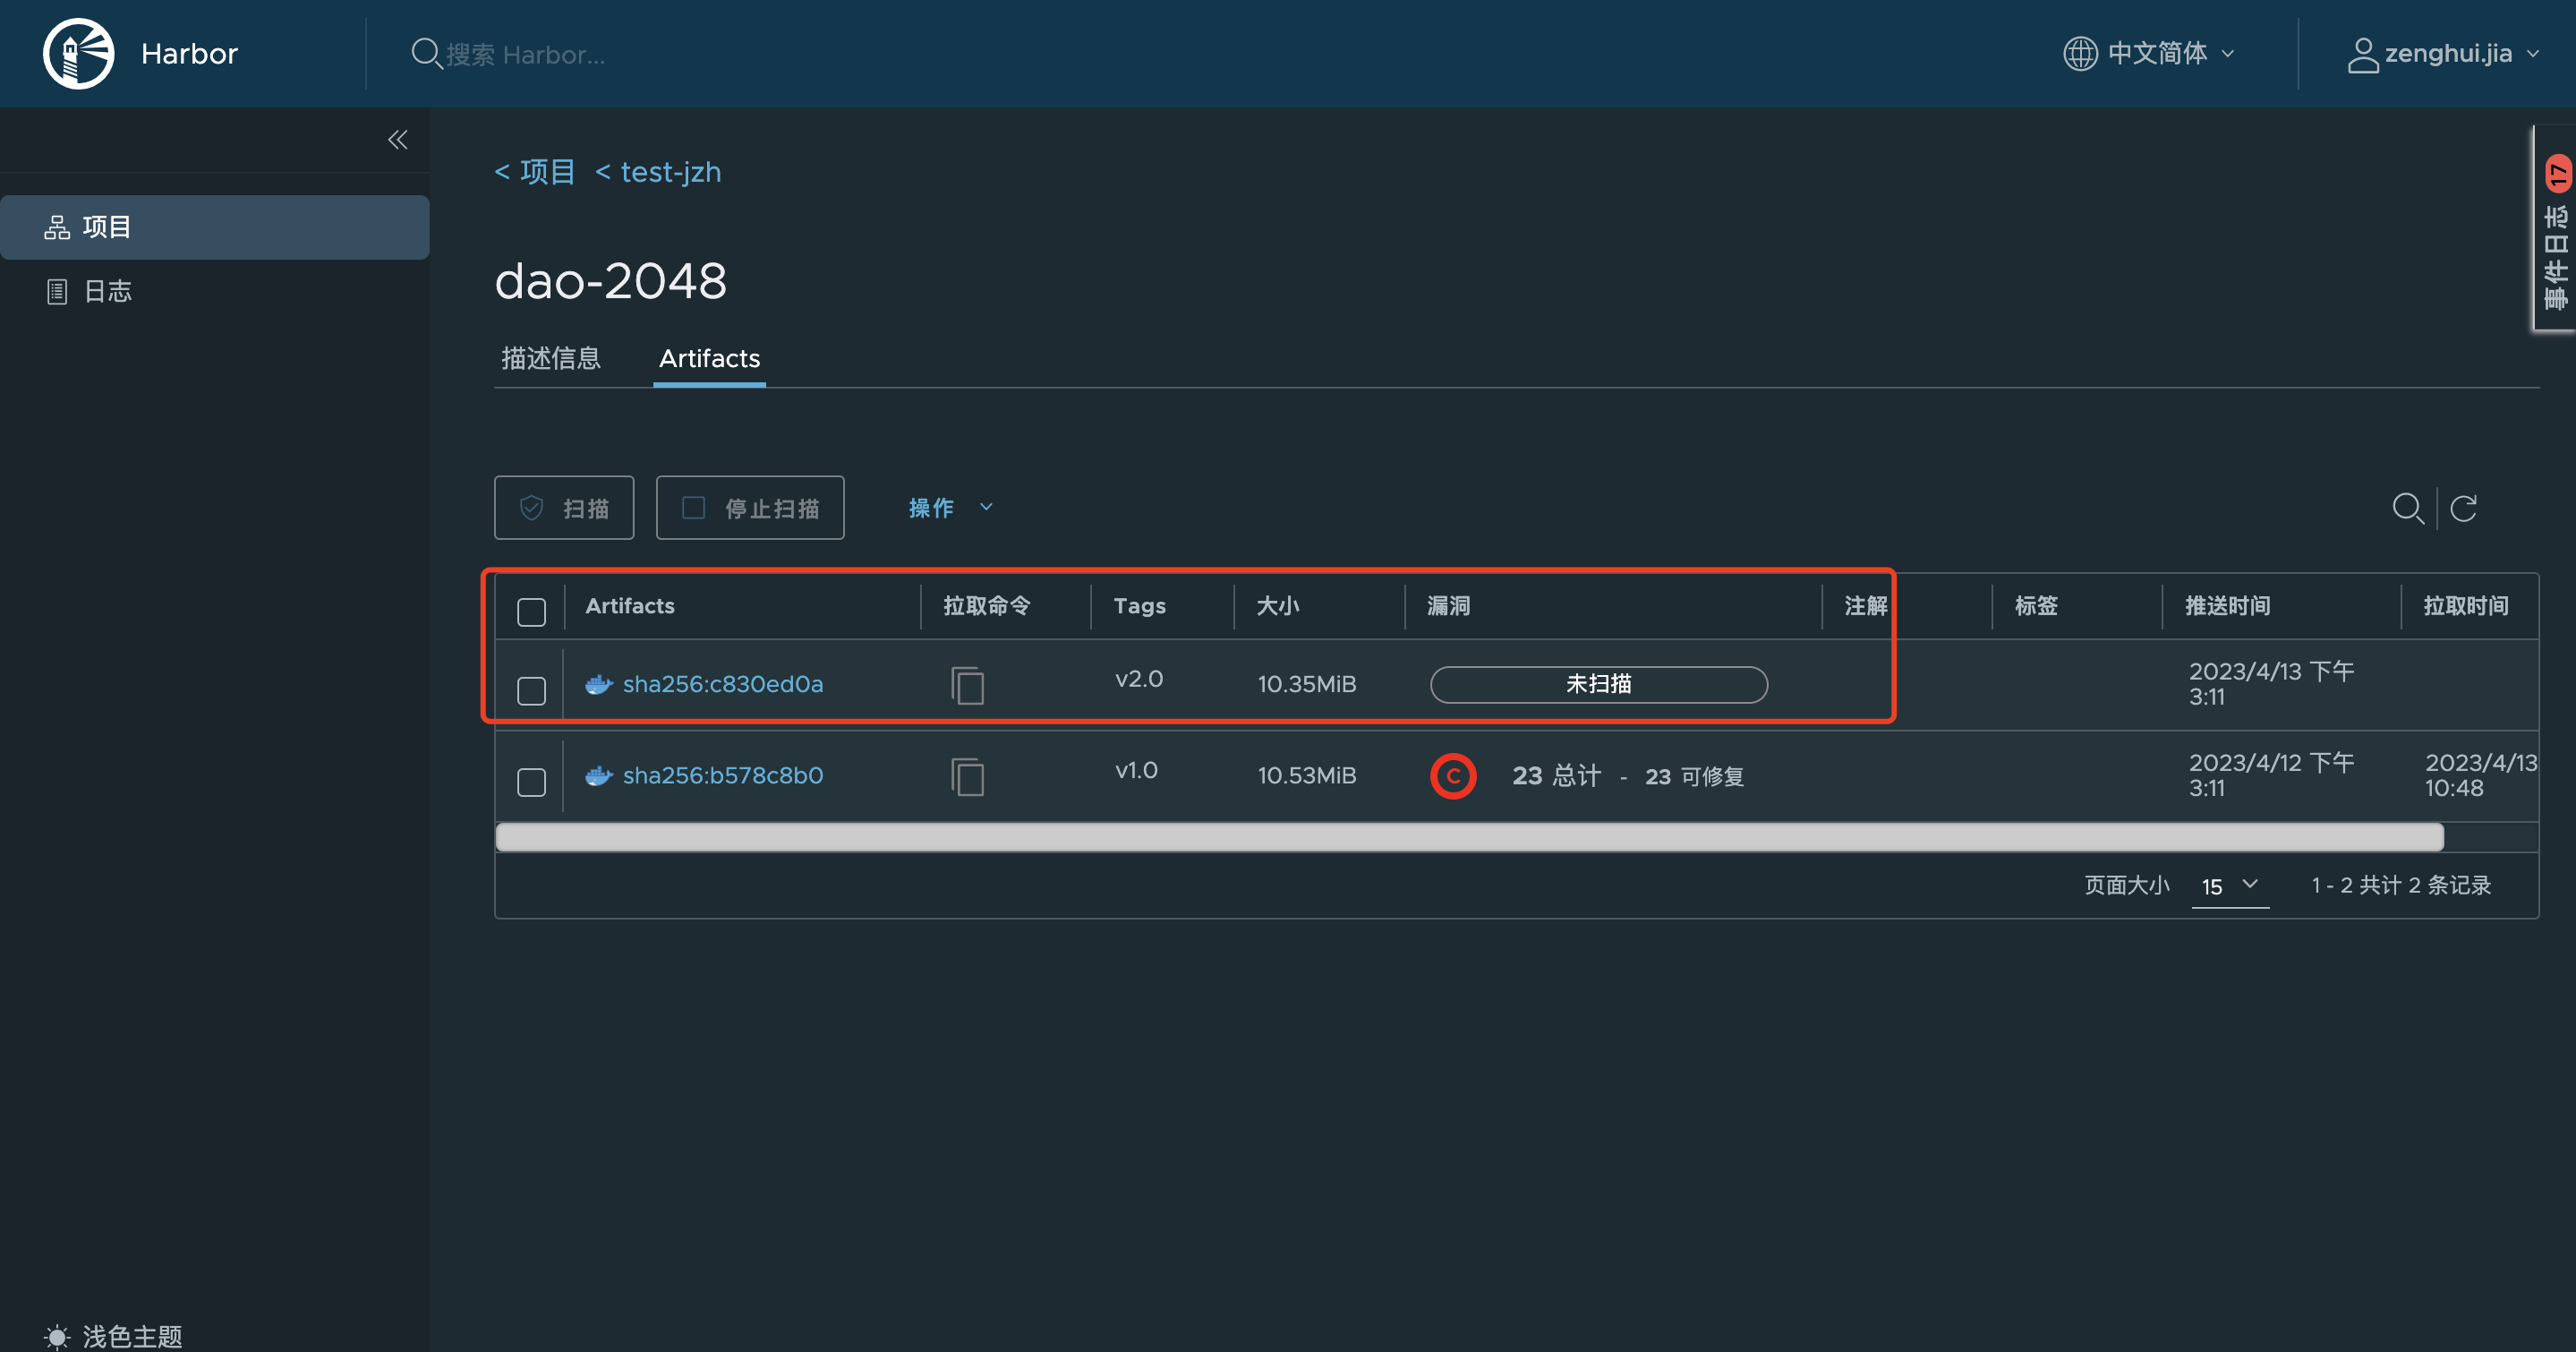 Harbor
搜索 Harbor...
中文简体
zenghui.jia
项目
日志
浅色主题
< 项目 < test-jzh
dao-2048
描述信息 Artifacts
扫描 停止扫描 操作
Artifacts 拉取命令 Tags 大小 漏洞 注解 标签 推送时间 拉取时间
sha256:c830ed0a v2.0 10.35MiB 未扫描 2023/4/13 下午
3:11
sha256:b578c8b0 v1.0 10.53MiB C 23 总计 - 23 可修复 2023/4/12 下午 2023/4/13
3:11 10:48
页面大小 15 1 - 2 共计 2 条记录
事件日志 17